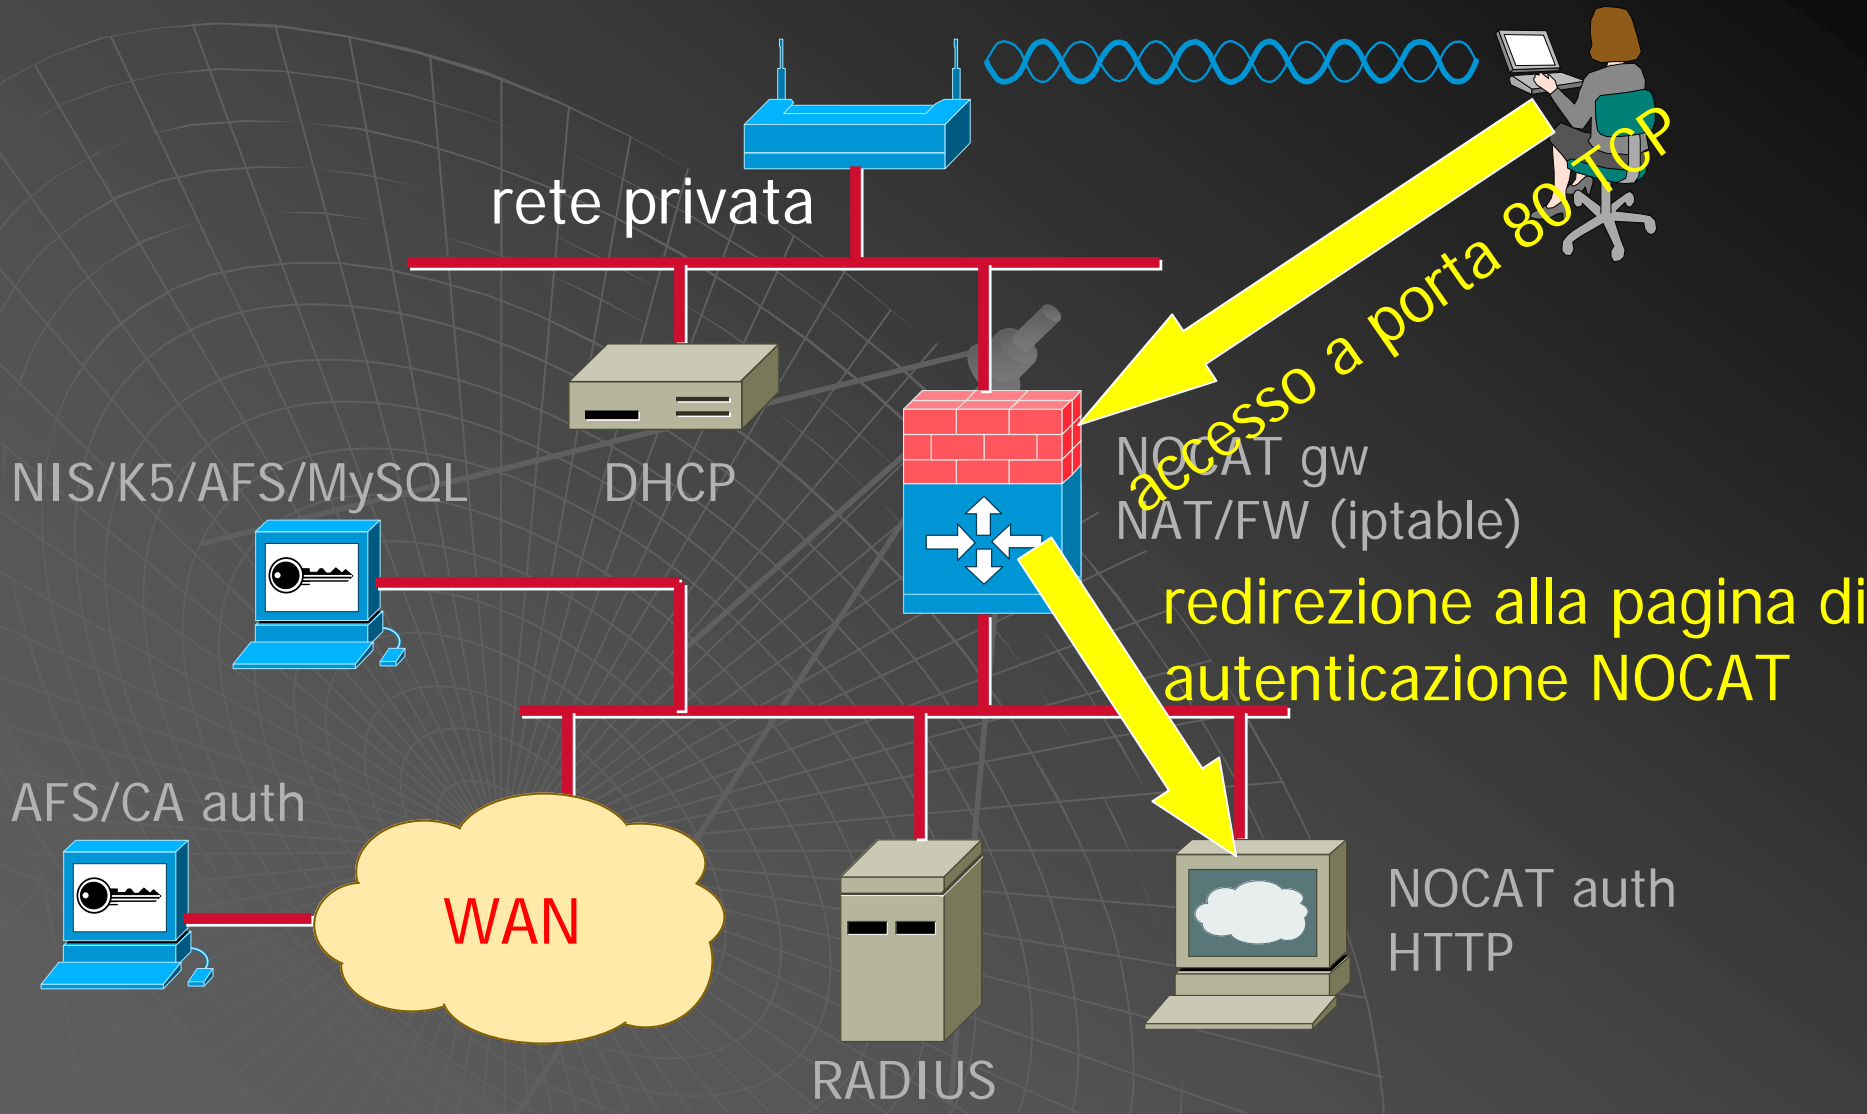 rete privata
accesso a porta 80 TCP
NIS/K5/AFS/MySQL
DHCP
NOCAT gw
NAT/FW (iptable)
redirezione alla pagina di
autenticazione NOCAT
AFS/CA auth
WAN
NOCAT auth
HTTP
RADIUS